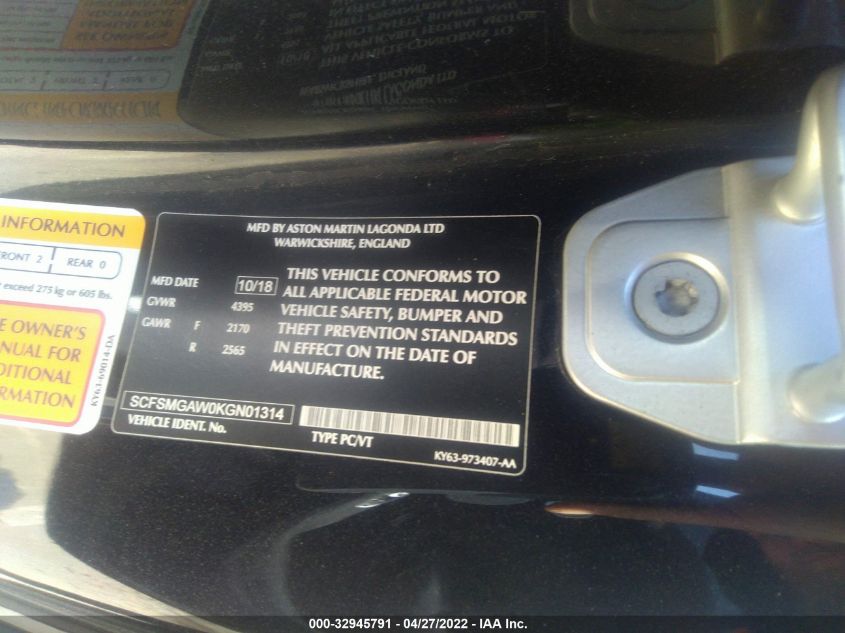 INFORMATION
FRONT 2 REAR 0
exceed 275 kg or 605 lbs.
OWNER'S
FOR
KY63-69014-DA
MFD BY ASTON MARTIN LAGONDA LTD
WARWICKSHIRE, ENGLAND
MFD DATE 10/18
GVWR 4395
GAWR F 2170
R 2565
THIS VEHICLE CONFORMS TO
ALL APPLICABLE FEDERAL MOTOR
VEHICLE SAFETY, BUMPER AND
THEFT PREVENTION STANDARDS
IN EFFECT ON THE DATE OF
MANUFACTURE.
SCFSMGAW0KGN01314
VEHICLE IDENT. No.
TYPE PC/VT
KY63-973407-AA
000-32945791 - 04/27/2022 - IAA Inc.